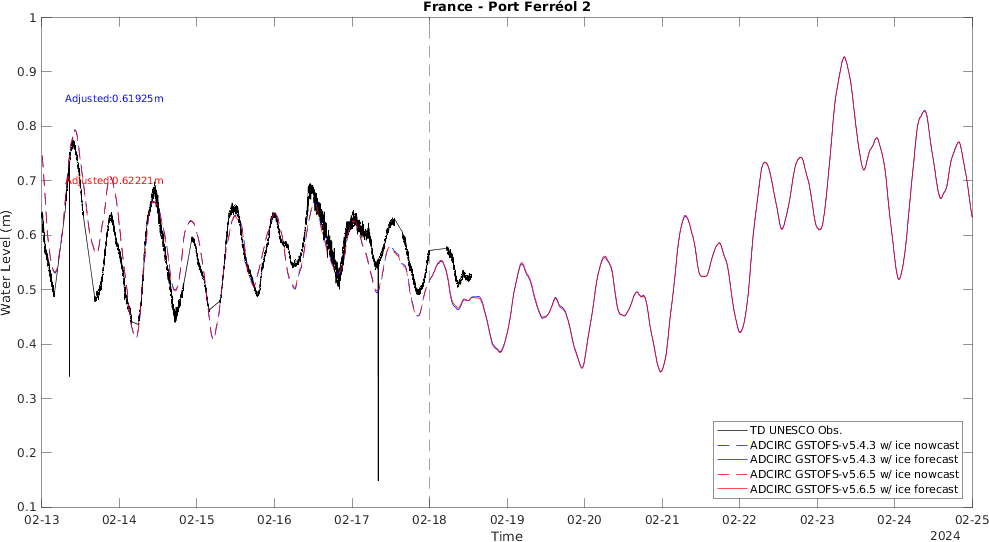 France - Port Ferréol 2
1
0.9
0.8
0.7
0.6
0.5
0.4
0.3
0.2
0.1
Water Level (m)
Adjusted:0.61925m
Adjusted:0.62221m
TD UNESCO Obs.
ADCIRC GSTOFS-v5.4.3 w/ ice nowcast
ADCIRC GSTOFS-v5.4.3 w/ ice forecast
ADCIRC GSTOFS-v5.6.5 w/ ice nowcast
ADCIRC GSTOFS-v5.6.5 w/ ice forecast
02-13 02-14 02-15 02-16 02-17 02-18 02-19 02-20 02-21 02-22 02-23 02-24 02-25
Time
2024